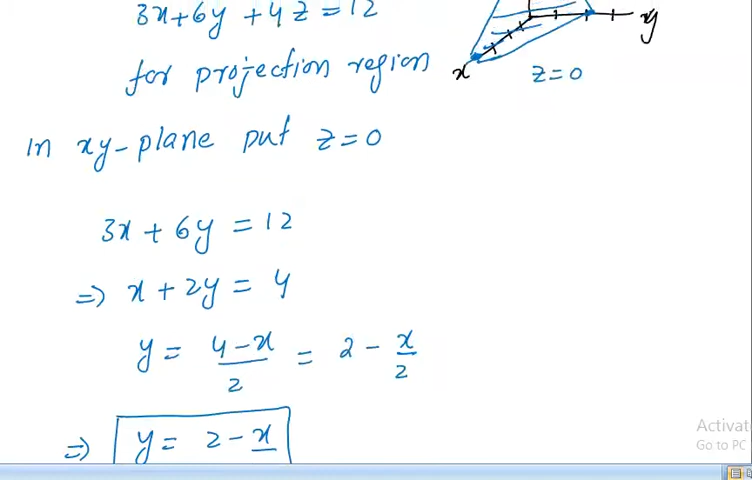 3x+6y+4z=12
for projection region
x
y
z=0
in xy-plane put z=0
3x+6y=12
=> x+2y=4
y= 4-x/2 = 2-x/2
=> y= 2-x
Activat
Go to PC